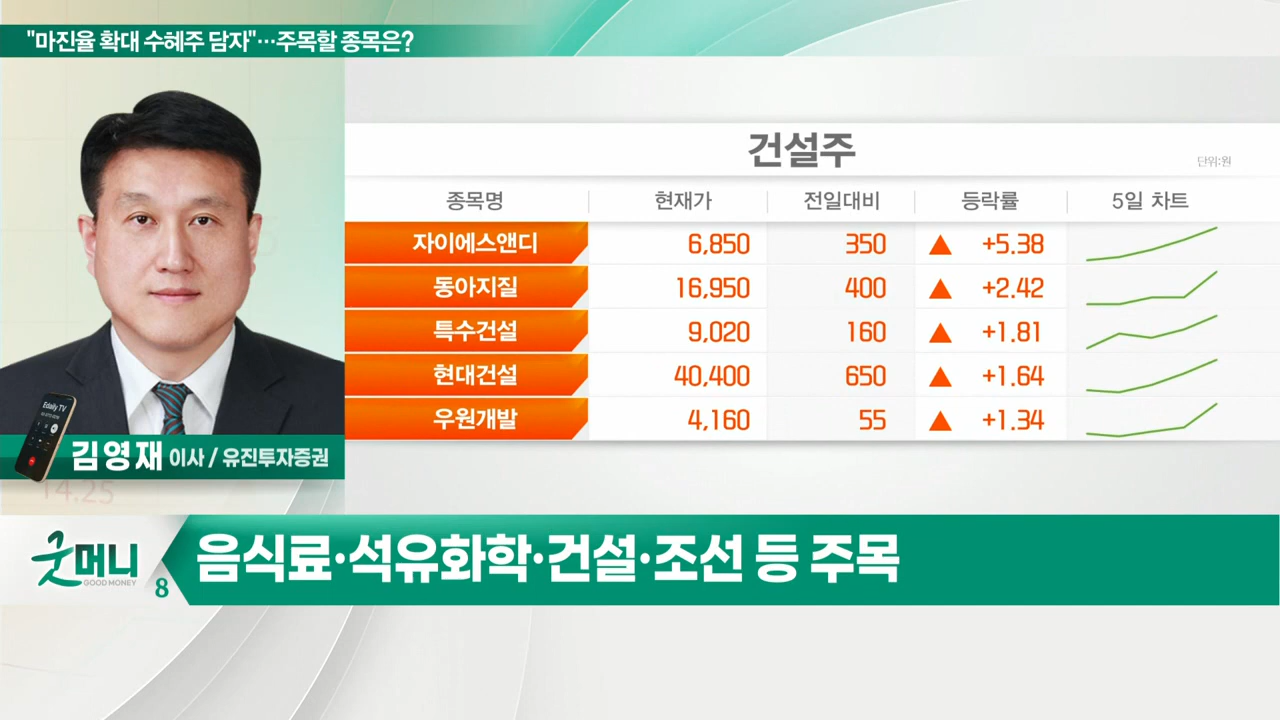 "마진율 확대 수혜주 담자"…주목할 종목은?
건설주
단위:원
종목명 현재가 전일대비 등락률 5일 차트
자이에스앤디 6,850 350 ▲ +5.38
동아지질 16,950 400 ▲ +2.42
특수건설 9,020 160 ▲ +1.81
현대건설 40,400 650 ▲ +1.64
우원개발 4,160 55 ▲ +1.34
Edaily TV
김영재 이사 / 유진투자증권
14.25
굿머니
GOOD MONEY
8
음식료·석유화학·건설·조선 등 주목